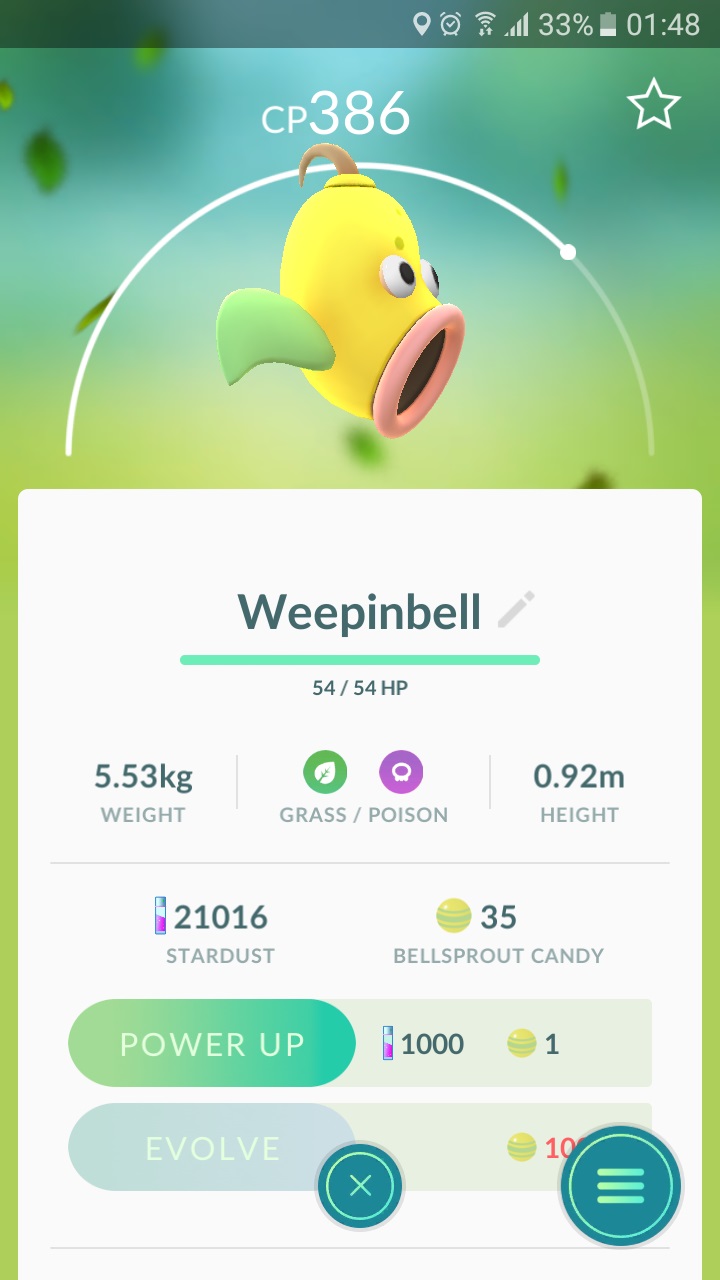 33% 01:48
CP386
Weepinbell
54 / 54 HP
5.53kg 0.92m
WEIGHT GRASS / POISON HEIGHT
21016 35
STARDUST BELLSPROUT CANDY
POWER UP 1000 1
EVOLVE